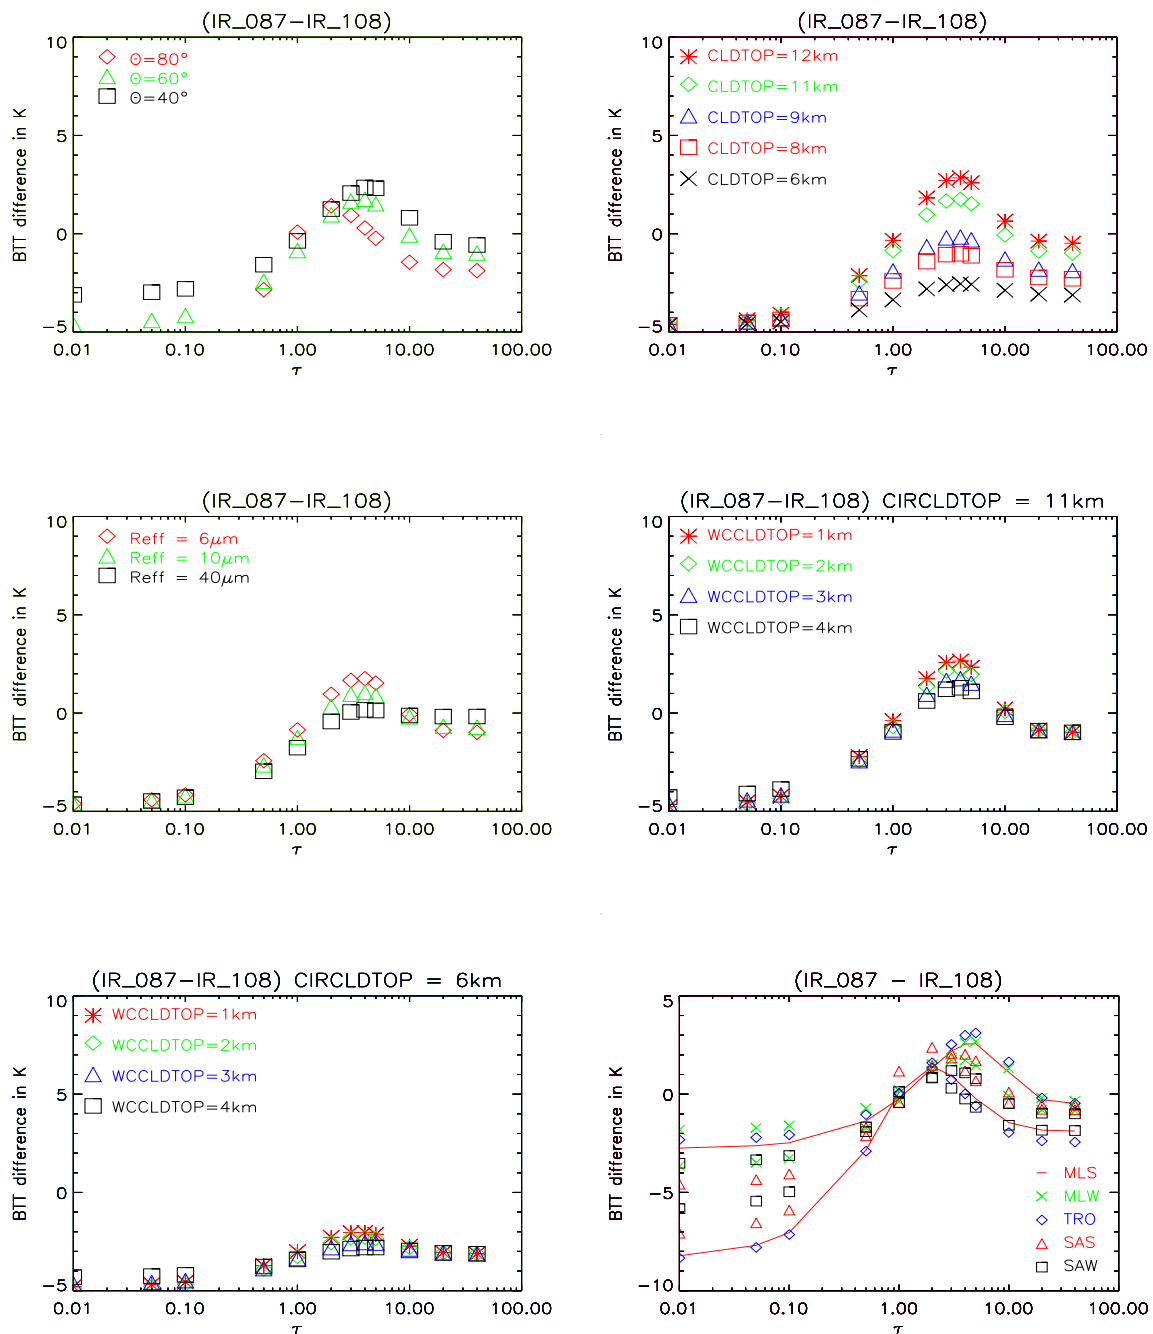 (IR_087−IR_108)
10
5
0
−5
BTT difference in K
Θ=80°
Θ=60°
Θ=40°
0.01 0.10 1.00 10.00 100.00
τ
(IR_087−IR_108)
10
5
0
−5
BTT difference in K
CLDTOP=12km
CLDTOP=11km
CLDTOP=9km
CLDTOP=8km
CLDTOP=6km
0.01 0.10 1.00 10.00 100.00
τ
(IR_087−IR_108)
10
5
0
−5
BTT difference in K
Reff = 6μm
Reff = 10μm
Reff = 40μm
0.01 0.10 1.00 10.00 100.00
τ
(IR_087−IR_108) CIRCLDTOP = 11km
10
5
0
−5
BTT difference in K
WCCLDTOP=1km
WCCLDTOP=2km
WCCLDTOP=3km
WCCLDTOP=4km
0.01 0.10 1.00 10.00 100.00
τ
(IR_087−IR_108) CIRCLDTOP = 6km
10
5
0
−5
BTT difference in K
WCCLDTOP=1km
WCCLDTOP=2km
WCCLDTOP=3km
WCCLDTOP=4km
0.01 0.10 1.00 10.00 100.00
τ
(IR_087 − IR_108)
5
0
−5
−10
BTT difference in K
MLS
MLW
TRO
SAS
SAW
0.01 0.10 1.00 10.00 100.00
τ